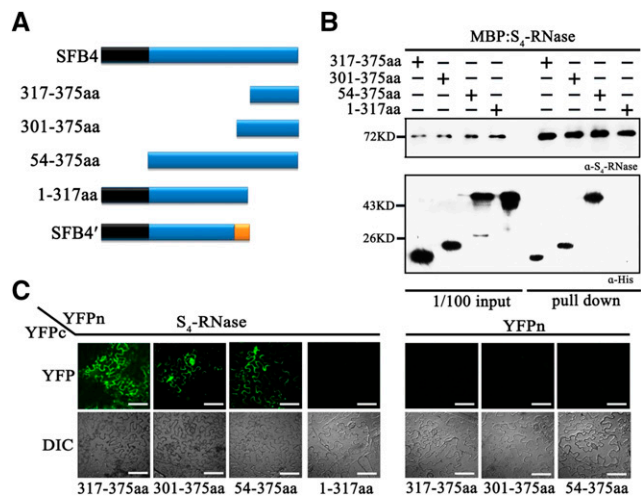 A
SFB4
317-375aa
301-375aa
54-375aa
1-317aa
SFB4'
B
MBP:S4-RNase
317-375aa + − − − + − − −
301-375aa − + − − − + − −
54-375aa − − + − − − + −
1-317aa − − − + − − − +
72KD
α-S4-RNase
43KD
26KD
α-His
1/100 input pull down
C
YFPn
YFPc
S4-RNase YFPn
YFP
DIC
317-375aa 301-375aa 54-375aa 1-317aa 317-375aa 301-375aa 54-375aa